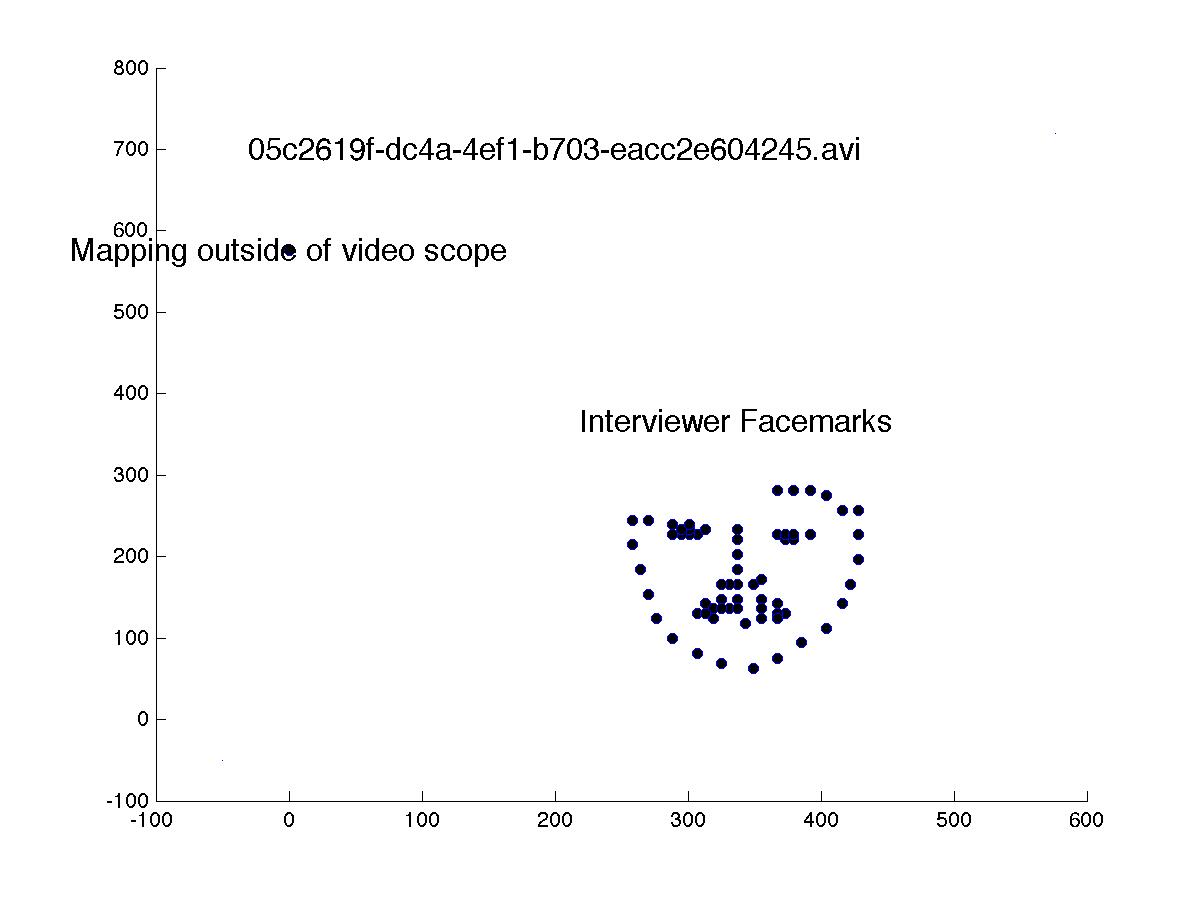 800
05c2619f-dc4a-4ef1-b703-eacc2e604245.avi
700
600
Mapping outside of video scope
500
400
Interviewer Facemarks
300
200
100
0
-100
-100 0 100 200 300 400 500 600